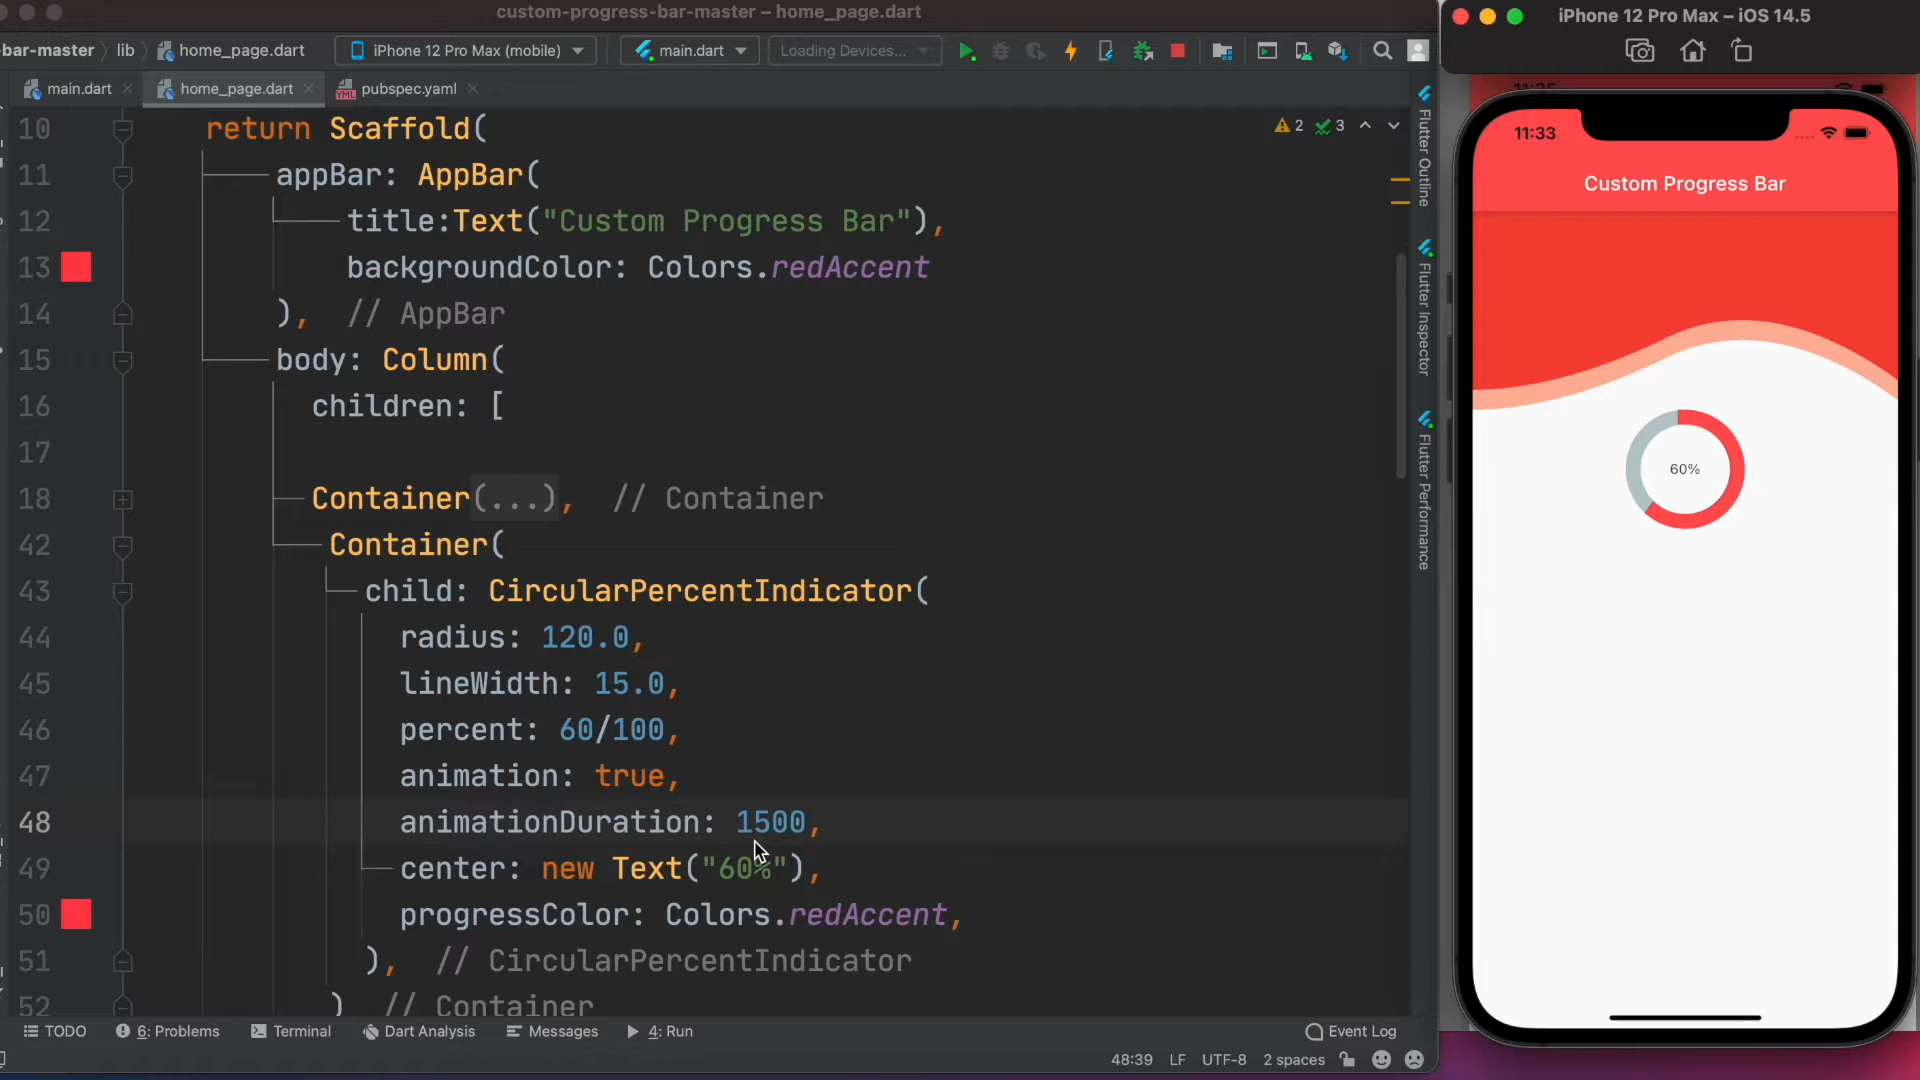 custom-progress-bar-master – home_page.dart
-bar-master lib home_page.dart
iPhone 12 Pro Max (mobile)
main.dart
Loading Devices...
main.dart
home_page.dart
pubspec.yaml
2 3
10 return Scaffold(
11 appBar: AppBar(
12 title:Text("Custom Progress Bar"),
13 backgroundColor: Colors.redAccent
14 ), // AppBar
15 body: Column(
16 children: [
17
18 Container(...), // Container
42 Container(
43 child: CircularPercentIndicator(
44 radius: 120.0,
45 lineWidth: 15.0,
46 percent: 60/100,
47 animation: true,
48 animationDuration: 1500,
49 center: new Text("60%"),
50 progressColor: Colors.redAccent,
51 ), // CircularPercentIndicator
52 ) // Container
Flutter Outline
Flutter Inspector
Flutter Performance
TODO
6: Problems
Terminal
Dart Analysis
Messages
4: Run
Event Log
48:39 LF UTF-8 2 spaces
iPhone 12 Pro Max – iOS 14.5
11:33
Custom Progress Bar
60%